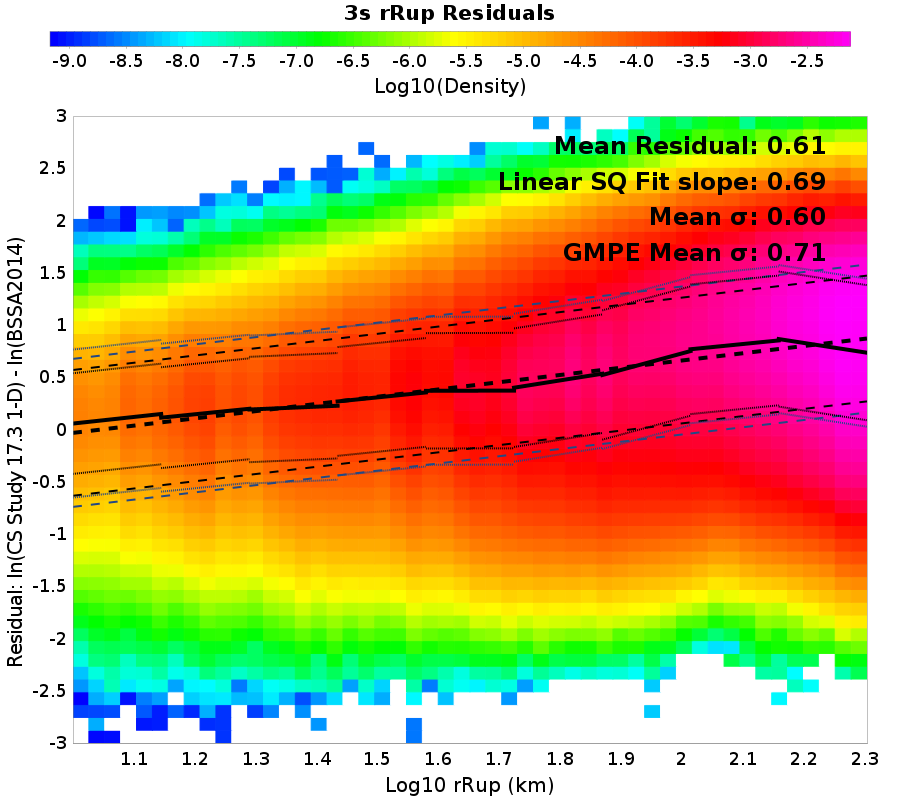 3s rRup Residuals
-9.0 -8.5 -8.0 -7.5 -7.0 -6.5 -6.0 -5.5 -5.0 -4.5 -4.0 -3.5 -3.0 -2.5
Log10(Density)
Mean Residual: 0.61
Linear SQ Fit slope: 0.69
Mean σ: 0.60
GMPE Mean σ: 0.71
Residual: ln(CS Study 17.3 1-D) - ln(BSSA2014)
3
2.5
2
1.5
1
0.5
0
-0.5
-1
-1.5
-2
-2.5
-3
1.1 1.2 1.3 1.4 1.5 1.6 1.7 1.8 1.9 2 2.1 2.2 2.3
Log10 rRup (km)